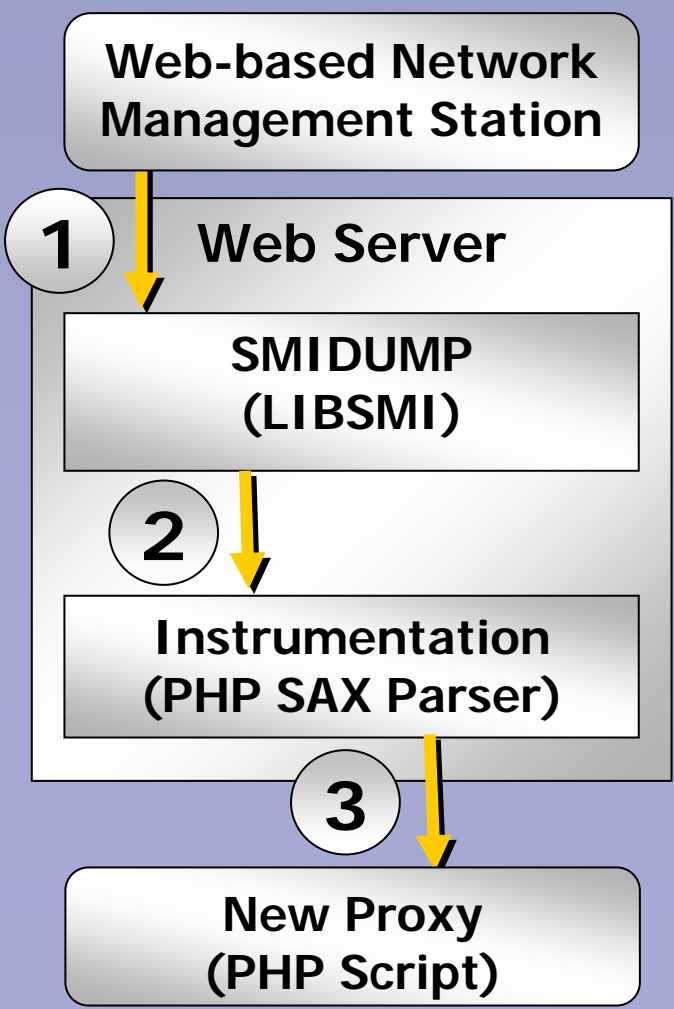 Web-based Network
Management Station
1
Web Server
SMIDUMP
(LIBSMI)
2
Instrumentation
(PHP SAX Parser)
3
New Proxy
(PHP Script)